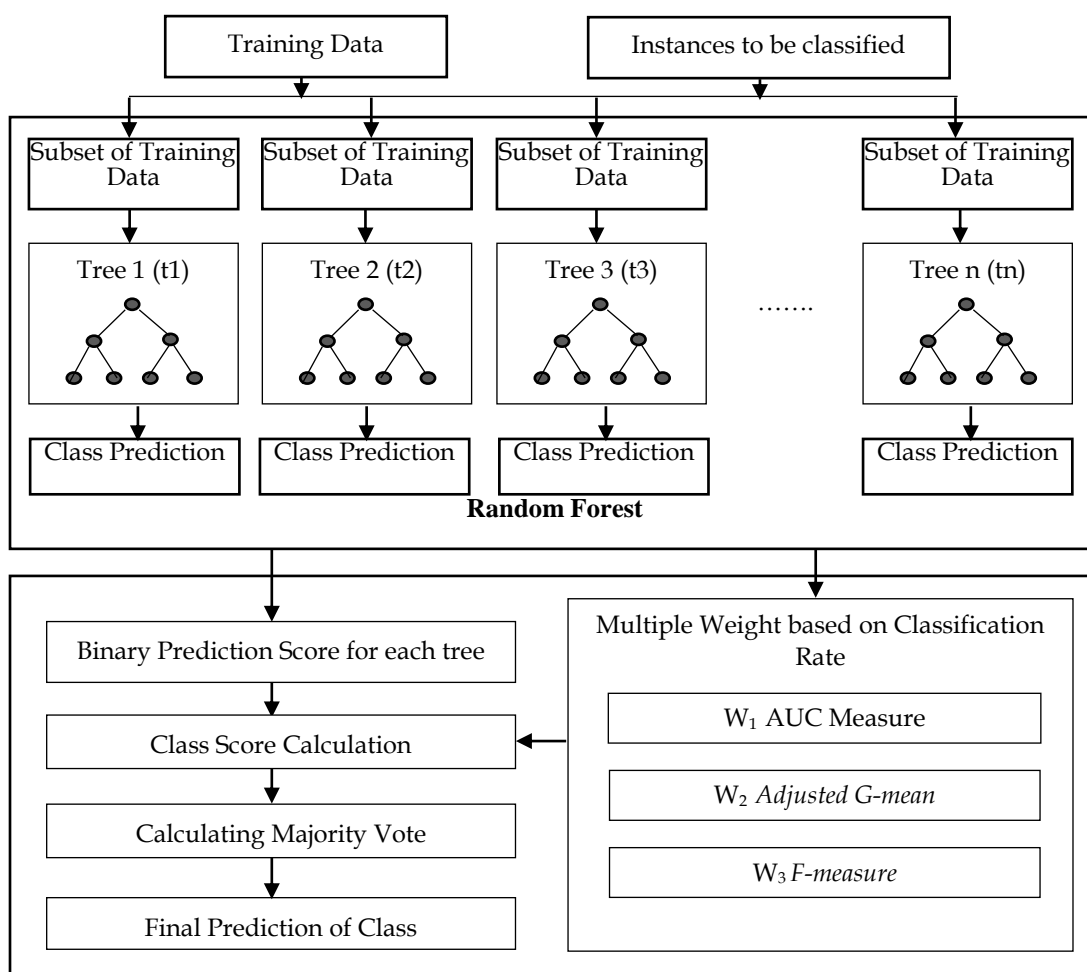 Training Data
Instances to be classified
Subset of Training
Data
Subset of Training
Data
Subset of Training
Data
Subset of Training
Data
Tree 1 (t1)
Tree 2 (t2)
Tree 3 (t3)
.......
Tree n (tn)
Class Prediction
Class Prediction
Class Prediction
Class Prediction
Random Forest
Binary Prediction Score for each tree
Class Score Calculation
Calculating Majority Vote
Final Prediction of Class
Multiple Weight based on Classification
Rate
W₁ AUC Measure
W₂ Adjusted G-mean
W₃ F-measure